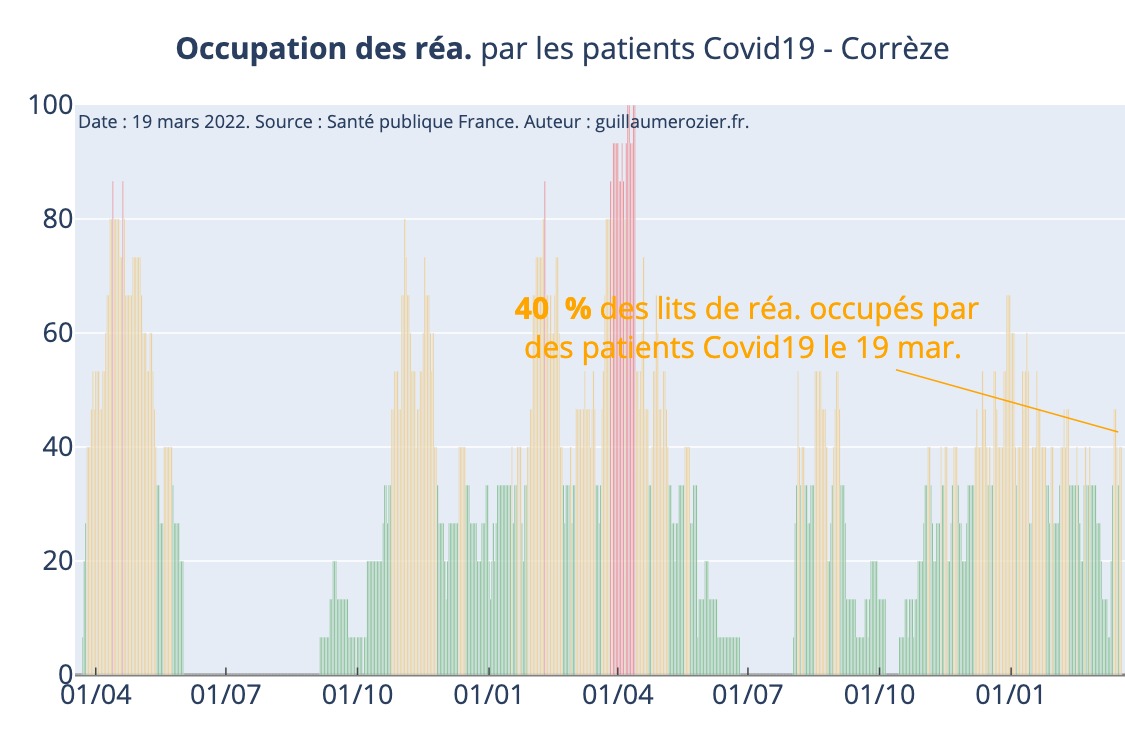 Occupation des réa. par les patients Covid19 - Corrèze
100
Date : 19 mars 2022. Source : Santé publique France. Auteur : guillaumerozier.fr.
80
40 % des lits de réa. occupés par
60
des patients Covid19 le 19 mar.
40
20
0
01/04 01/07 01/10 01/01 01/04 01/07 01/10 01/01